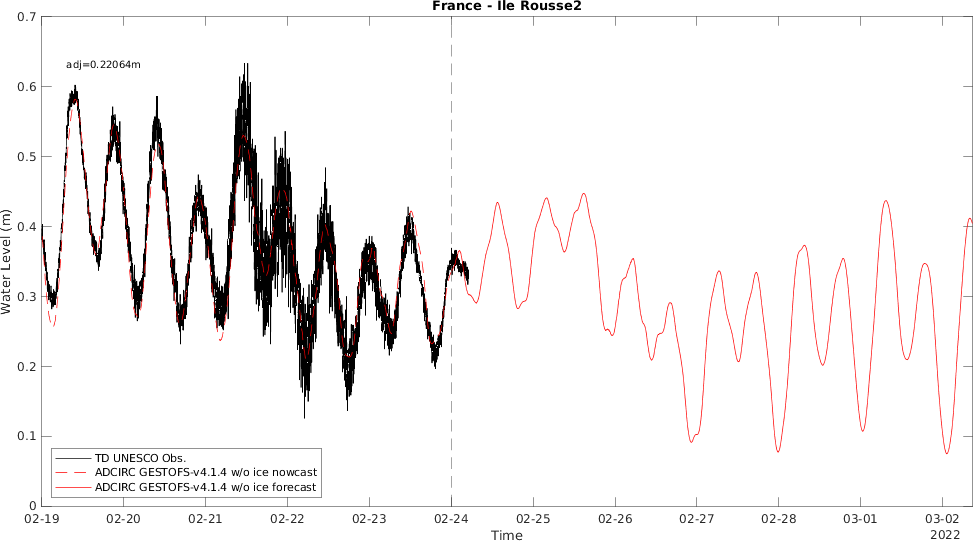 France - Ile Rousse2
adj=0.22064m
0.7
0.6
0.5
0.4
0.3
0.2
0.1
0
Water Level (m)
TD UNESCO Obs.
ADCIRC GESTOFS-v4.1.4 w/o ice nowcast
ADCIRC GESTOFS-v4.1.4 w/o ice forecast
02-19 02-20 02-21 02-22 02-23 02-24 02-25 02-26 02-27 02-28 03-01 03-02
2022
Time